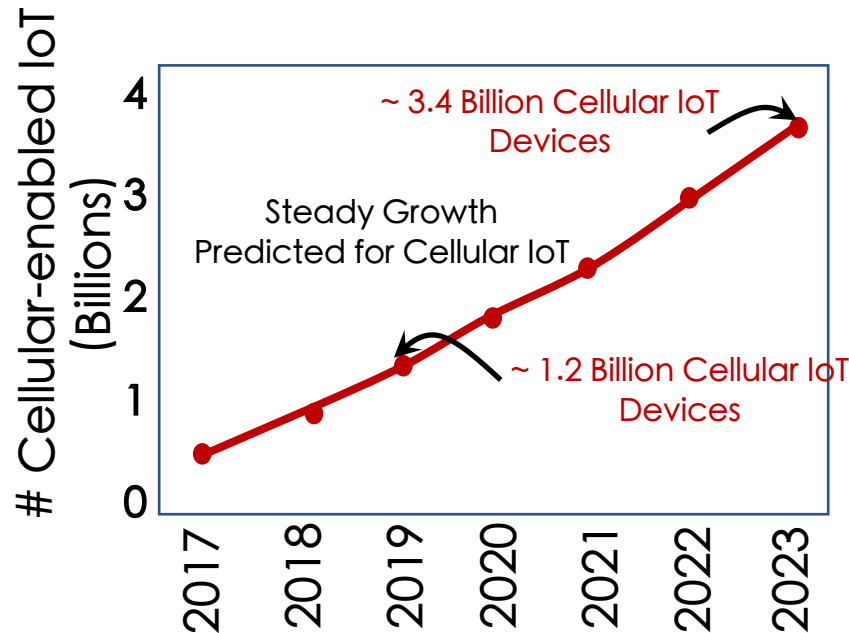 # Cellular-enabled IoT
(Billions)
4
3
2
1
0
~ 3.4 Billion Cellular IoT
Devices
Steady Growth
Predicted for Cellular IoT
~ 1.2 Billion Cellular IoT
Devices
2017
2018
2019
2020
2021
2022
2023